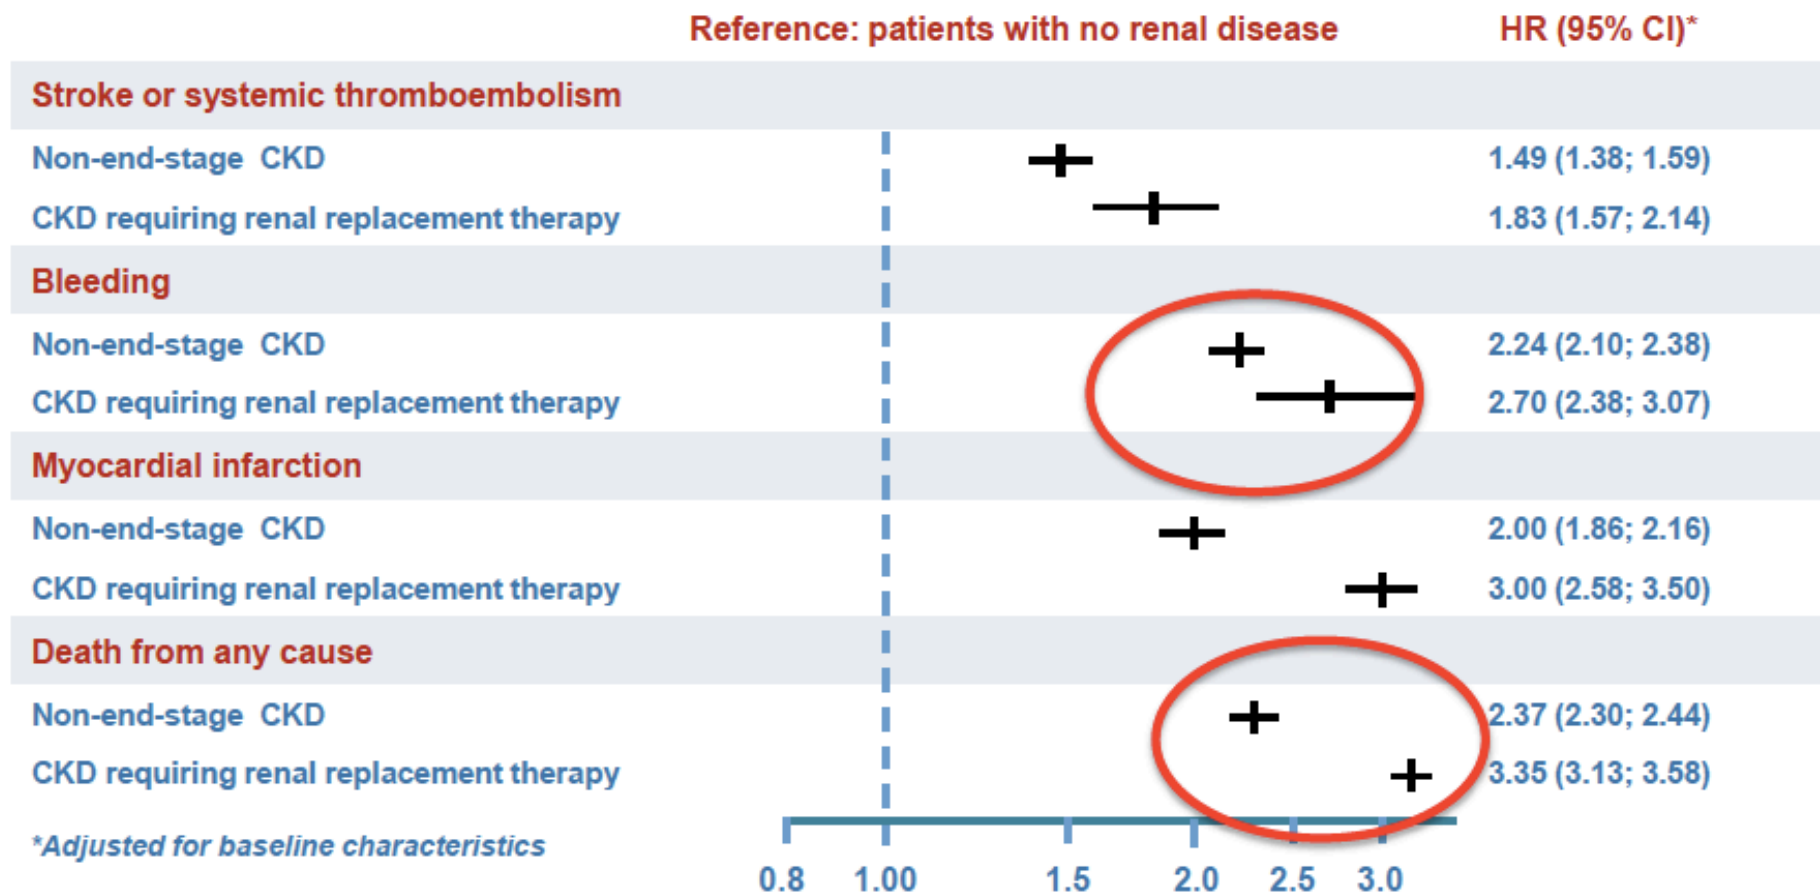 Reference: patients with no renal disease HR (95% CI)*
Stroke or systemic thromboembolism
Non-end-stage CKD 1.49 (1.38; 1.59)
CKD requiring renal replacement therapy 1.83 (1.57; 2.14)
Bleeding
Non-end-stage CKD 2.24 (2.10; 2.38)
CKD requiring renal replacement therapy 2.70 (2.38; 3.07)
Myocardial infarction
Non-end-stage CKD 2.00 (1.86; 2.16)
CKD requiring renal replacement therapy 3.00 (2.58; 3.50)
Death from any cause
Non-end-stage CKD 2.37 (2.30; 2.44)
CKD requiring renal replacement therapy 3.35 (3.13; 3.58)
*Adjusted for baseline characteristics
0.8 1.00 1.5 2.0 2.5 3.0